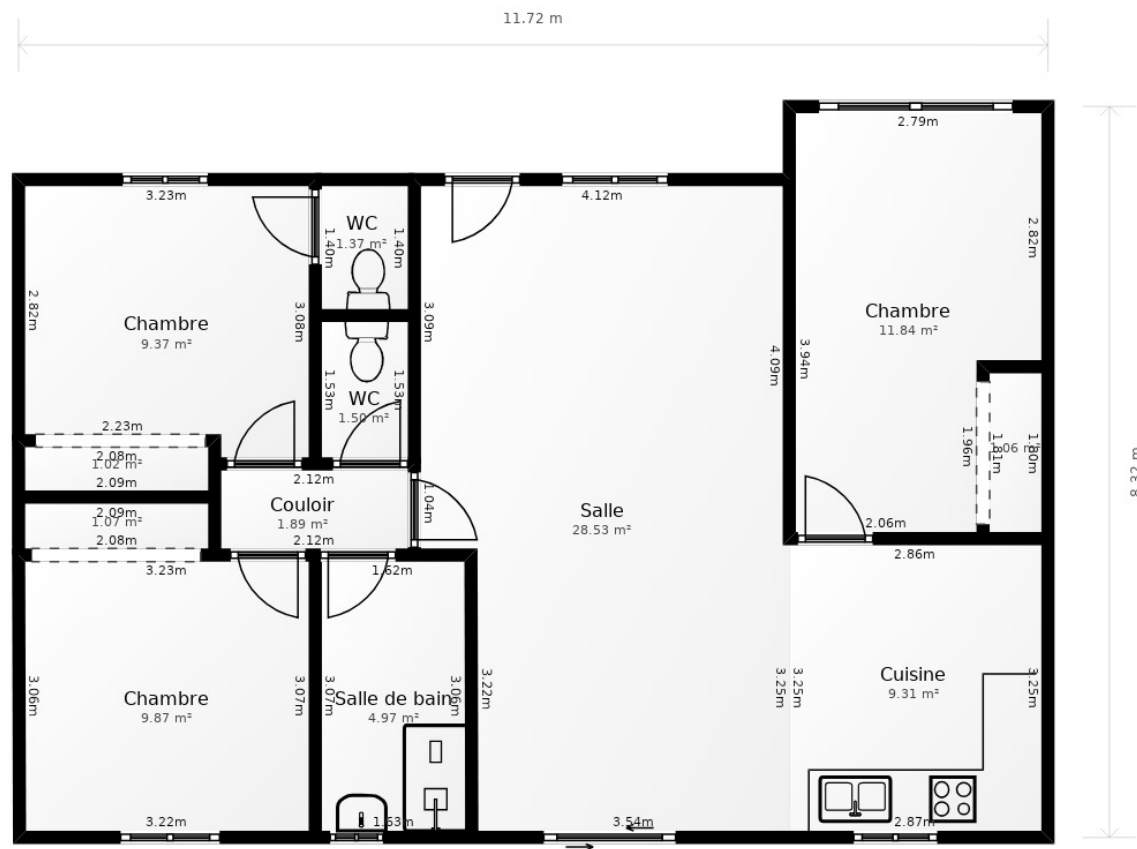 11.72 m
2.79m
3.23m
4.12m
WC
1.37 m²
1.40m
1.40m
2.82m
2.82m
Chambre
9.37 m²
3.08m
3.09m
Chambre
11.84 m²
4.09m
3.94m
WC
1.50 m²
1.53m
1.53m
2.23m
2.08m
1.02 m²
2.09m
2.12m
Couloir
1.89 m²
2.12m
1.04m
Salle
28.53 m²
1.96m
1.81m
1.80m
8.32 m
2.09m
1.07 m²
2.08m
3.23m
1.62m
2.06m
2.86m
3.06m
Chambre
9.87 m²
3.07m
3.07m
Salle de bain
4.97 m²
3.06m
3.22m
3.25m
3.25m
Cuisine
9.31 m²
3.25m
3.22m
1.63m
3.54m
2.87m